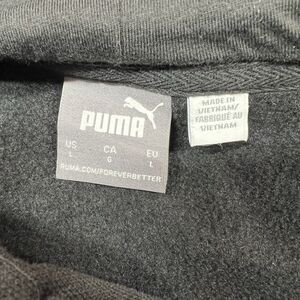 PUMA
US CA EU
L G L
PUMA.COM/FOREVERBETTER
MADE IN
VIETNAM/
FABRIQUÉ AU
VIETNAM